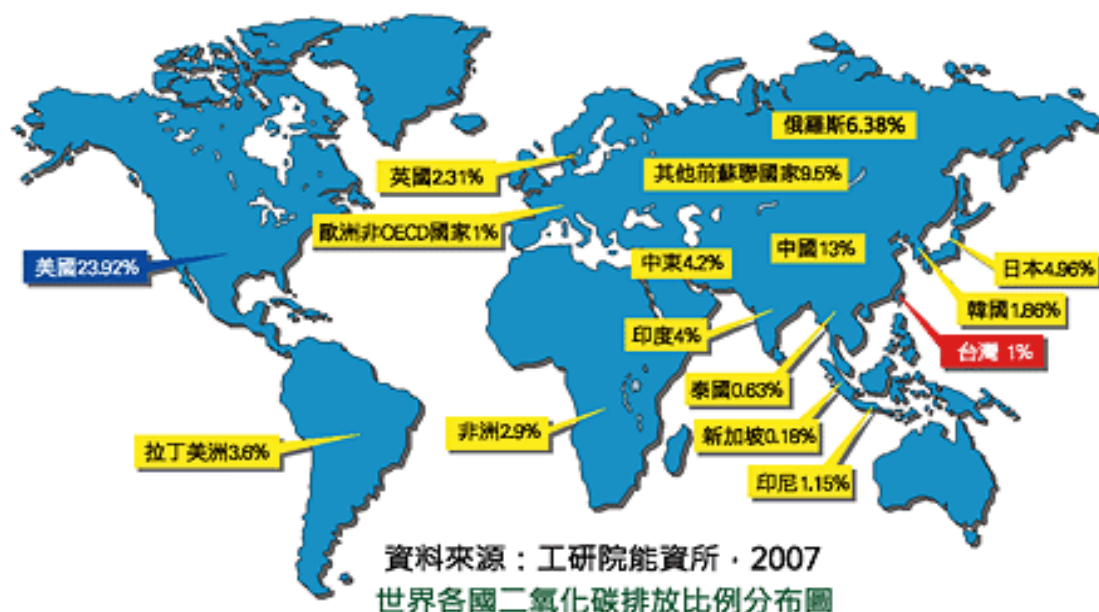 俄羅斯6.38%
英國2.31%
其他前蘇聯國家9.5%
歐洲非OECD國家1%
中國13%
美國23.92%
中東4.2%
日本4.96%
韓國1.86%
印度4%
台灣 1%
泰國0.63%
非洲2.9%
新加坡0.18%
拉丁美洲3.6%
印尼1.15%
資料來源：工研院能資所，2007
世界各國二氧化碳排放比例分布圖